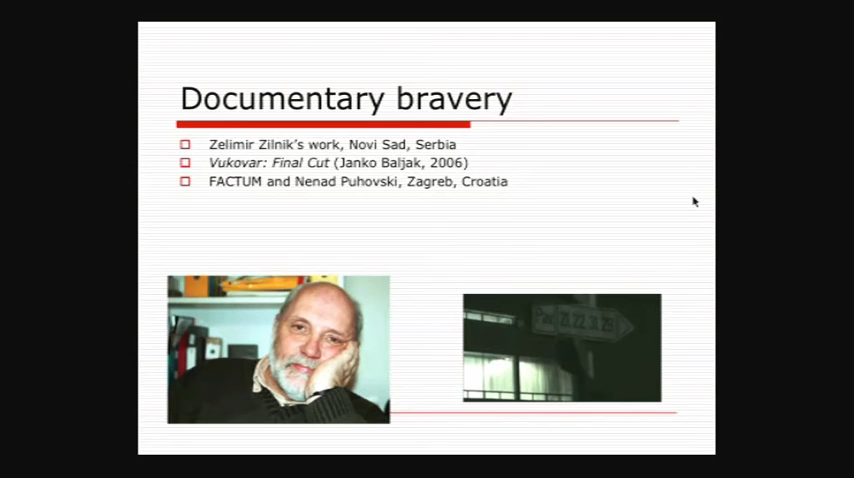 Documentary bravery
Zelimir Zilnik's work, Novi Sad, Serbia
Vukovar: Final Cut (Janko Baljak, 2006)
FACTUM and Nenad Puhovski, Zagreb, Croatia